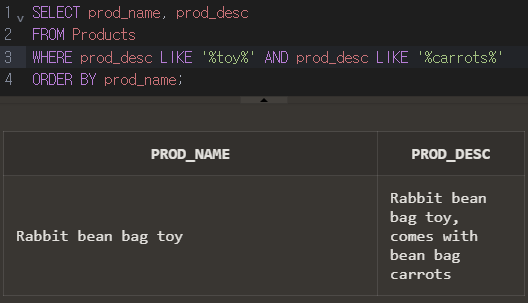 1 SELECT prod_name, prod_desc
2 FROM Products
3 WHERE prod_desc LIKE '%toy%' AND prod_desc LIKE '%carrots%'
4 ORDER BY prod_name;
PROD_NAME PROD_DESC
Rabbit bean bag toy
Rabbit bean
bag toy,
comes with
bean bag
carrots